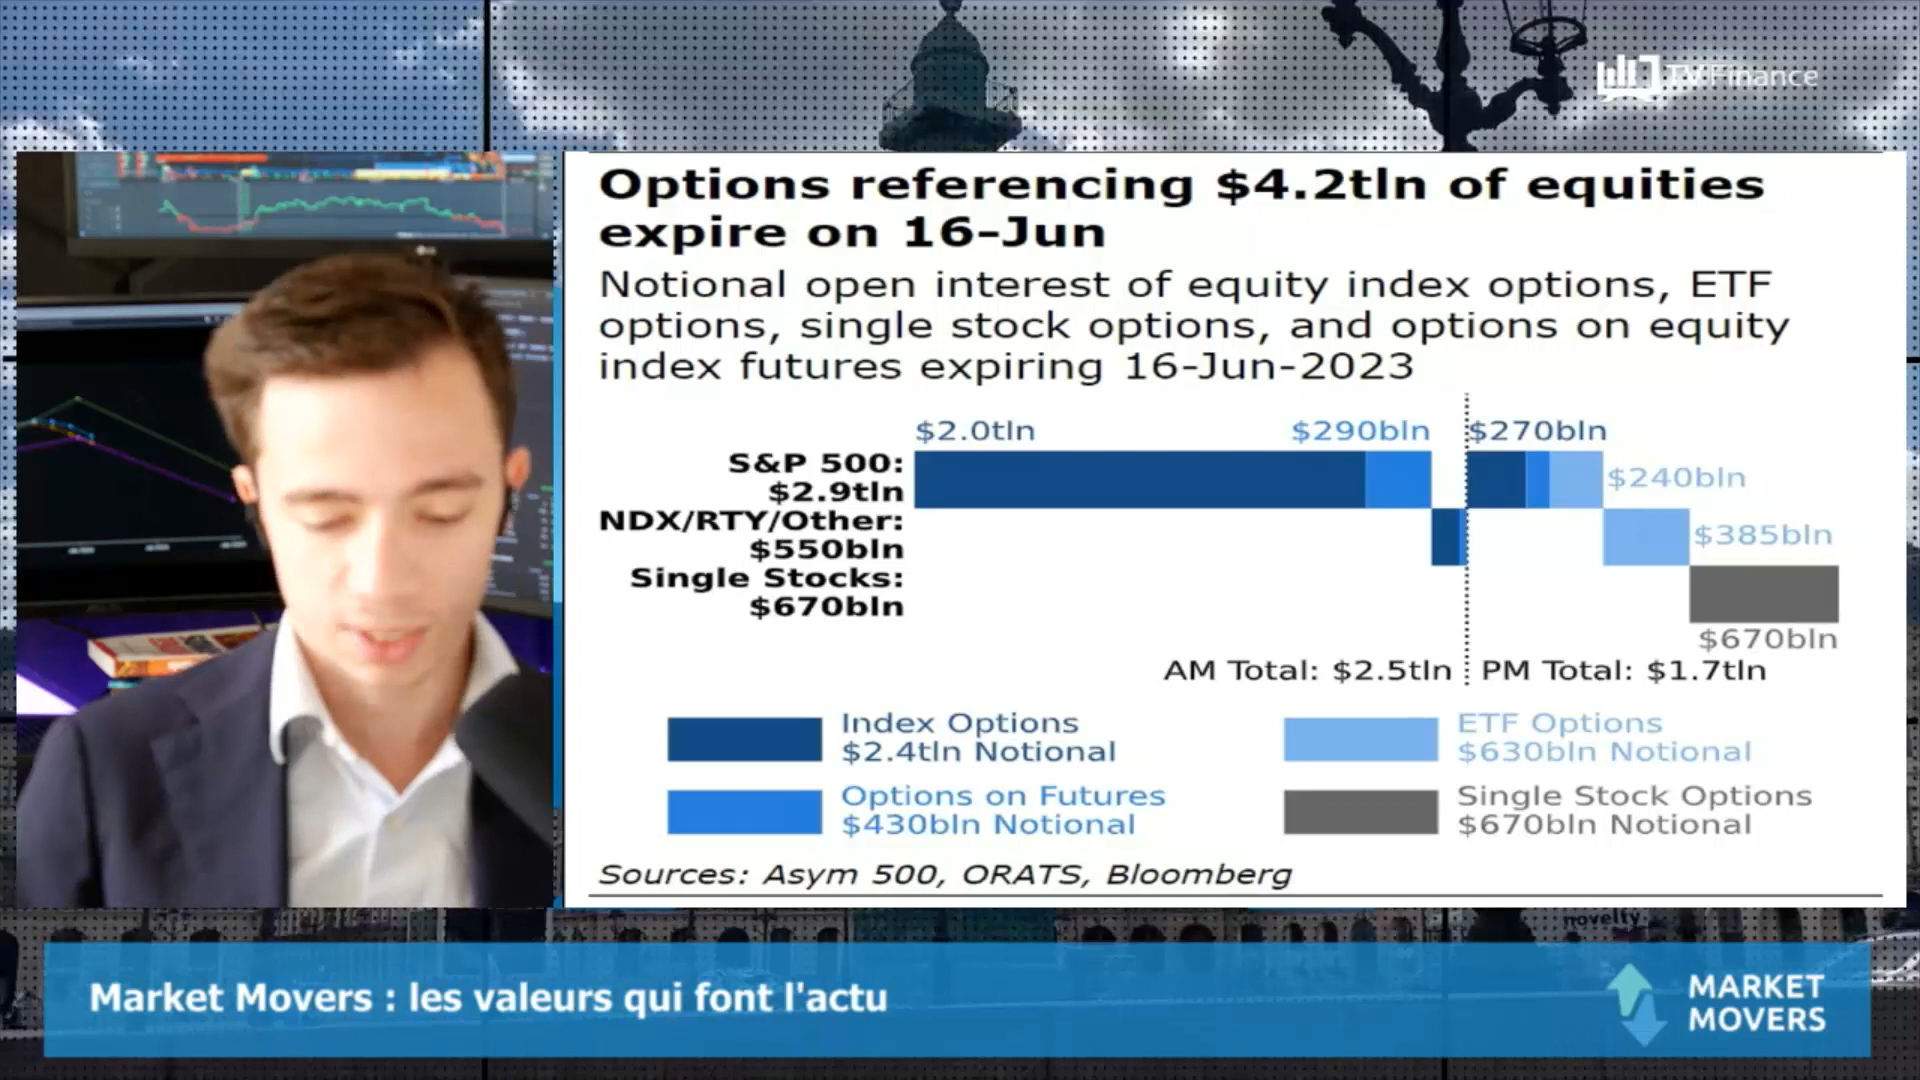 TV Finance
Options referencing $4.2tln of equities
expire on 16-Jun
Notional open interest of equity index options, ETF
options, single stock options, and options on equity
index futures expiring 16-Jun-2023
$2.0tln
$290bln
$270bln
S&P 500:
$2.9tln
$240bln
NDX/RTY/Other:
$550bln
$385bln
Single Stocks:
$670bln
$670bln
AM Total: $2.5tln
PM Total: $1.7tln
Index Options
$2.4tln Notional
ETF Options
$630bln Notional
Options on Futures
$430bln Notional
Single Stock Options
$670bln Notional
Sources: Asym 500, ORATS, Bloomberg
novelty
Market Movers : les valeurs qui font l'actu
MARKET
MOVERS